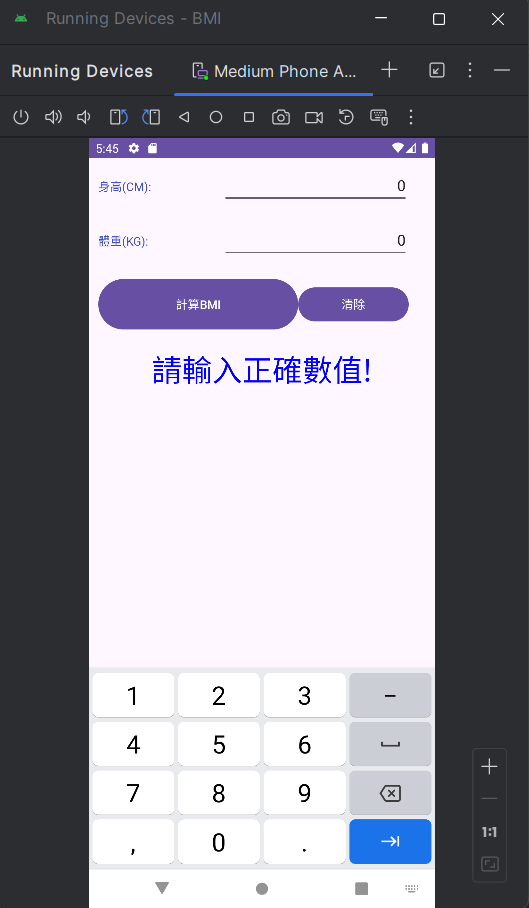 Running Devices - BMI
Running Devices
Medium Phone A...
5:45
身高(CM):
0
體重(KG):
0
計算BMI
清除
請輸入正確數值!
1 2 3 −
4 5 6
7 8 9
, 0 .
1:1